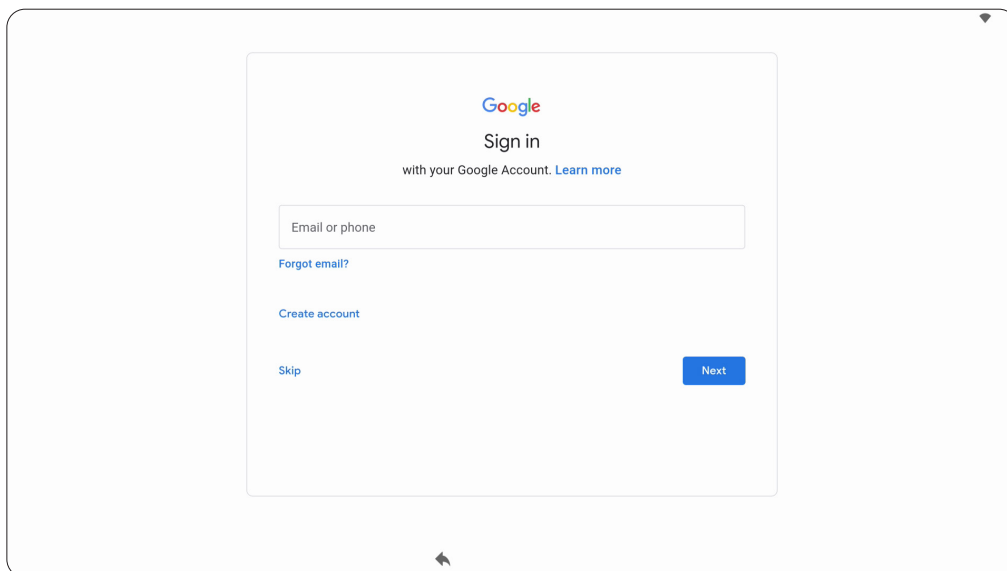 Google
Sign in
with your Google Account. Learn more
Email or phone
Forgot email?
Create account
Skip
Next